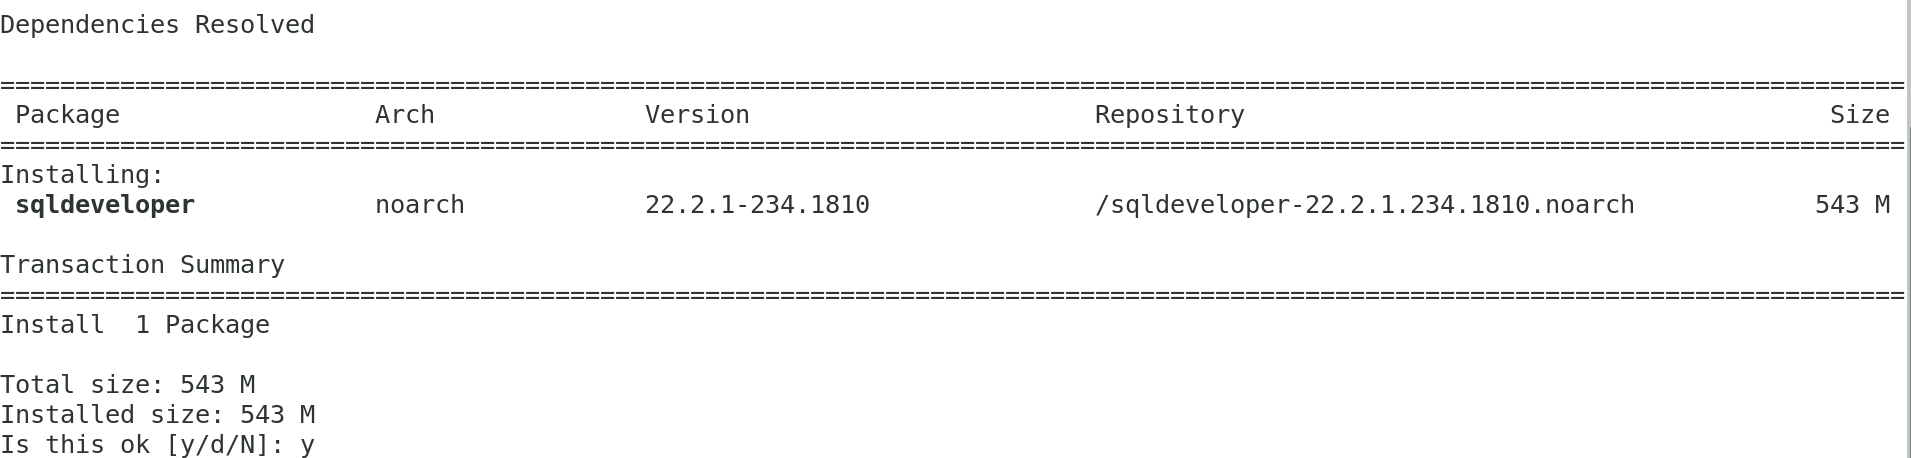 Dependencies Resolved
================================================================================================================================
Package Arch Version Repository Size
================================================================================================================================
Installing:
sqldeveloper noarch 22.2.1-234.1810 /sqldeveloper-22.2.1.234.1810.noarch 543 M
Transaction Summary
================================================================================================================================
Install  1 Package
Total size: 543 M
Installed size: 543 M
Is this ok [y/d/N]: y